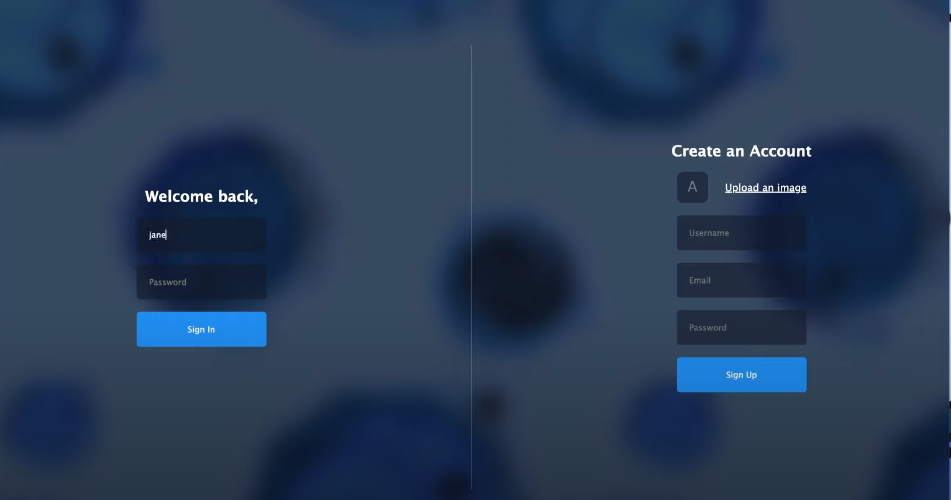 Welcome back,
jane
Password
Sign In
Create an Account
A
Upload an image
Username
Email
Password
Sign Up